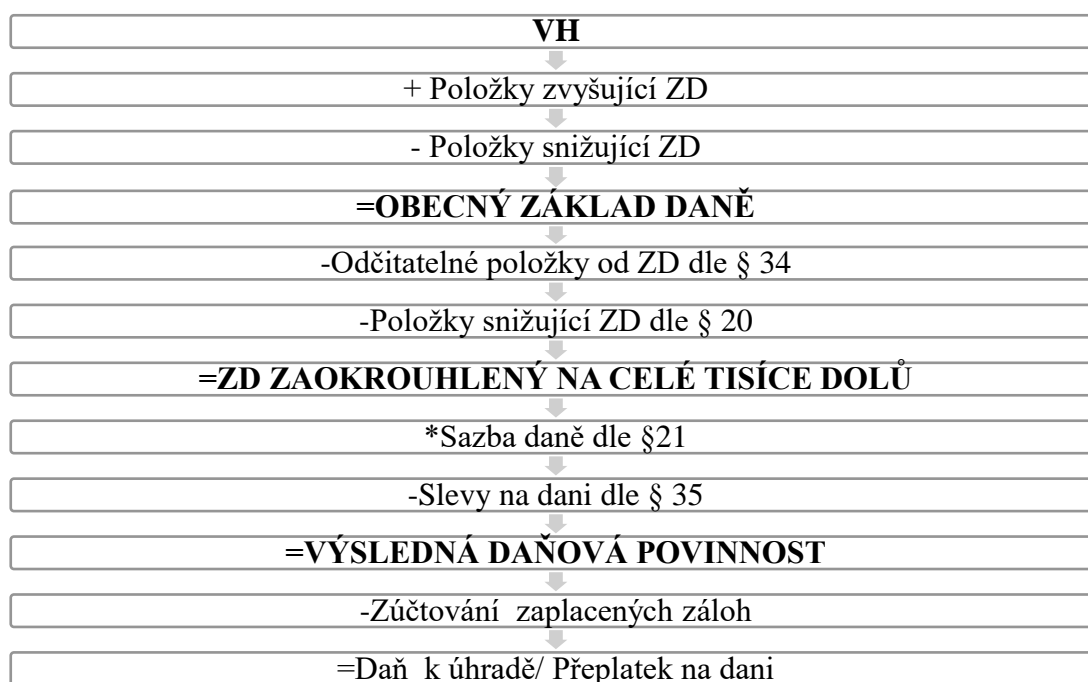 VH
+ Položky zvyšující ZD
- Položky snižující ZD
=OBECNÝ ZÁKLAD DANĚ
-Odčitatelné položky od ZD dle § 34
-Položky snižující ZD dle § 20
=ZD ZAOKROUHLENÝ NA CELÉ TISÍCE DOLŮ
*Sazba daně dle §21
-Slevy na dani dle § 35
=VÝSLEDNÁ DAŇOVÁ POVINNOST
-Zúčtování  zaplacených záloh
=Daň  k úhradě/ Přeplatek na dani